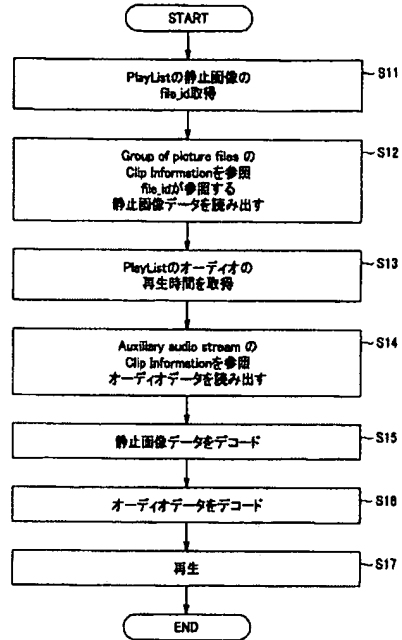 START
PlayListの静止画像の
file_id取得
S11
Group of picture files の
Clip Informationを参照
file_idが参照する
静止画像データを読み出す
S12
PlayListのオーディオの
再生時間を取得
S13
Auxiliary audio stream の
Clip Informationを参照
オーディオデータを読み出す
S14
静止画像データをデコード
S15
オーディオデータをデコード
S16
再生
S17
END